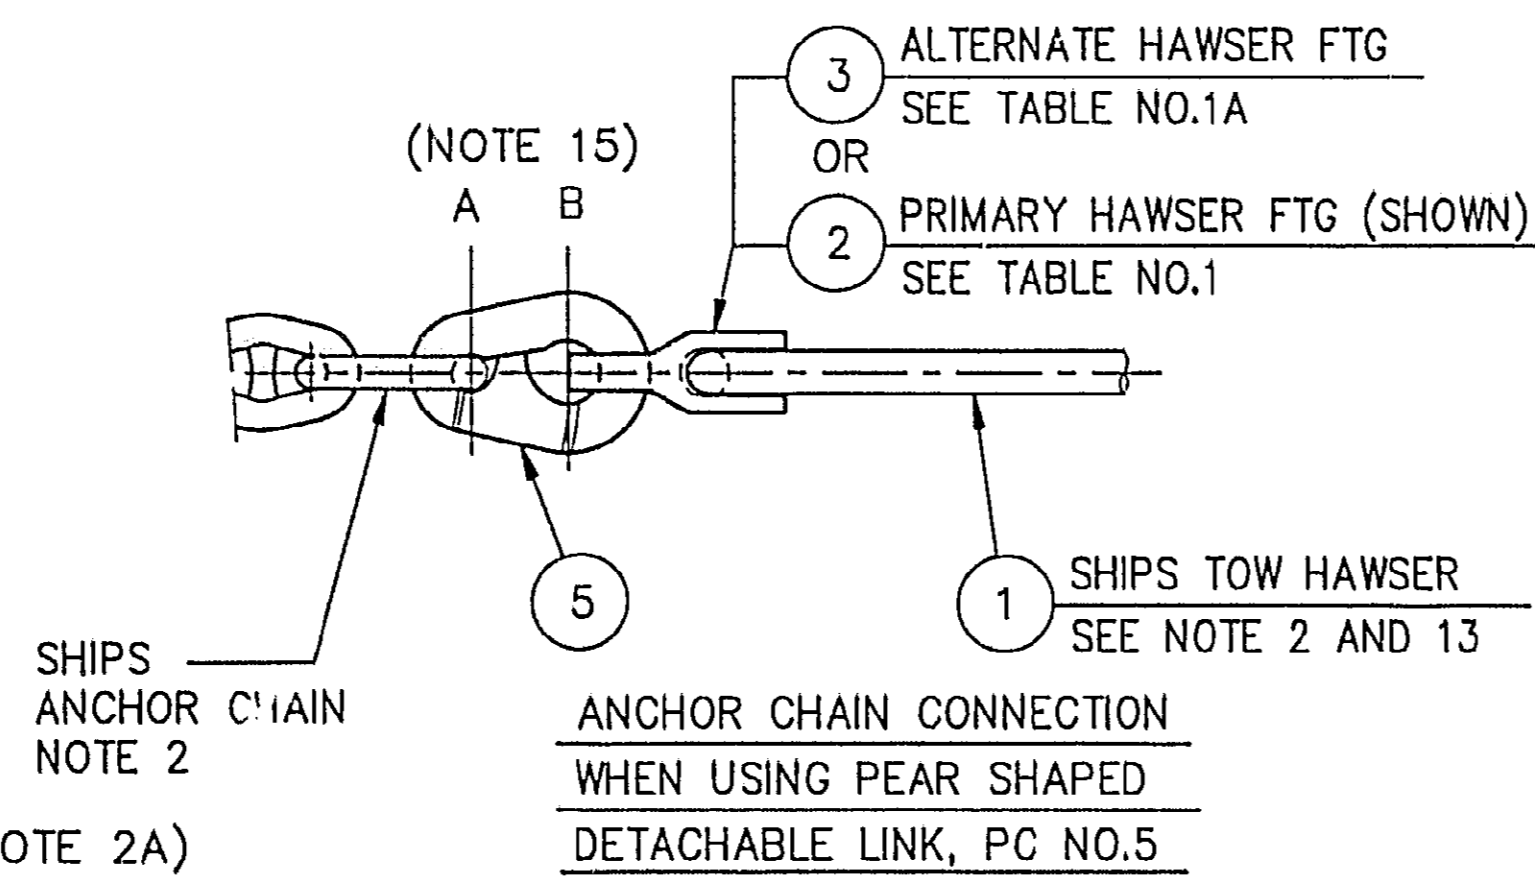 3 ALTERNATE HAWSER FTG
SEE TABLE NO.1A
OR
2 PRIMARY HAWSER FTG (SHOWN)
SEE TABLE NO.1
(NOTE 15)
A B
5
1 SHIPS TOW HAWSER
SEE NOTE 2 AND 13
SHIPS
ANCHOR CHAIN
NOTE 2
ANCHOR CHAIN CONNECTION
WHEN USING PEAR SHAPED
DETACHABLE LINK, PC NO.5
OTE 2A)